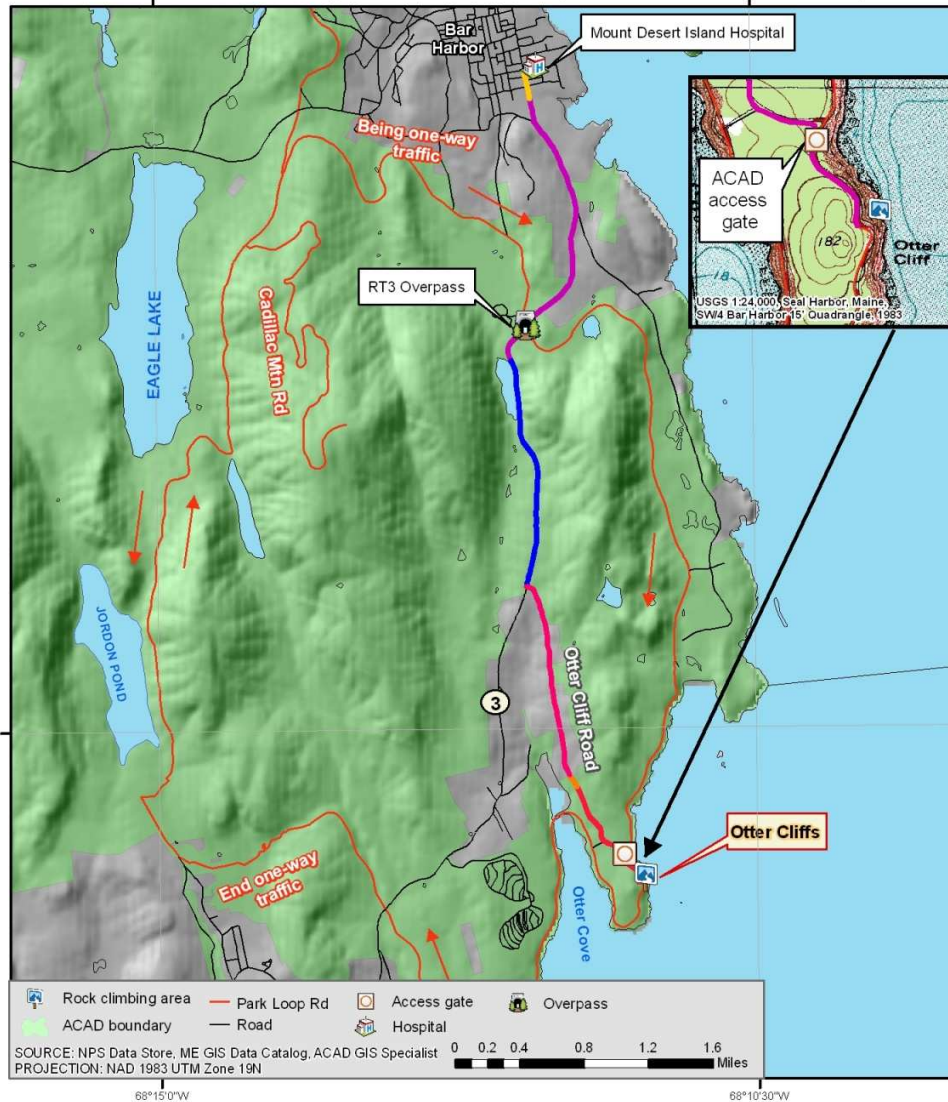 Bar
Harbor
Mount Desert Island Hospital
Being one-way
traffic
ACAD
access
gate
182
Otter
Cliff
18
USGS 1:24,000, Seal Harbor, Maine,
SW/4 Bar Harbor 15' Quadrangle, 1983
RT3 Overpass
EAGLE LAKE
Cadillac Mtn Rd
JORDON POND
3
Otter Cliff Road
Otter Cliffs
End one-way
traffic
Otter Cove
Rock climbing area
Park Loop Rd
Access gate
Overpass
ACAD boundary
Road
Hospital
SOURCE: NPS Data Store, ME GIS Data Catalog, ACAD GIS Specialist
PROJECTION: NAD 1983 UTM Zone 19N
0 0.2 0.4 0.8 1.2 1.6
Miles
68°15'0"W
68°10'30"W